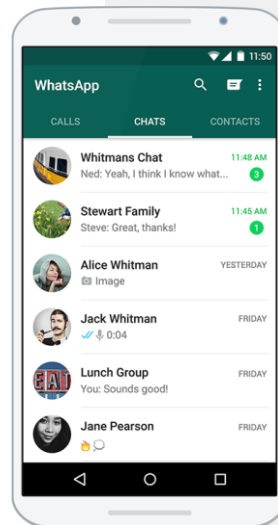 11:50
WhatsApp
CALLS CHATS CONTACTS
Whitmans Chat 11:48 AM
Ned: Yeah, I think I know what... 3
Stewart Family 11:45 AM
Steve: Great, thanks! 1
Alice Whitman YESTERDAY
Image
Jack Whitman FRIDAY
0:04
EAT
Lunch Group FRIDAY
You: Sounds good!
Jane Pearson FRIDAY
🔥💭